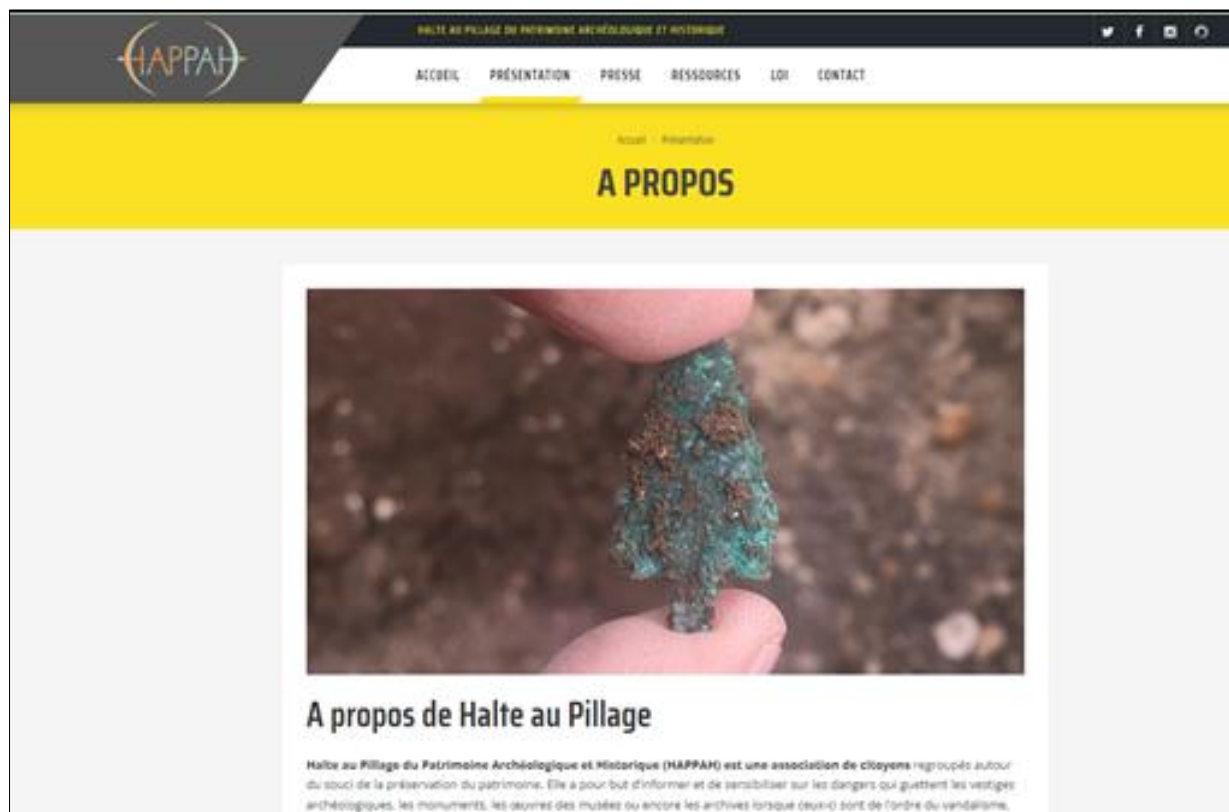 HAPPAH
HALTE AU PILLAGE DU PATRIMOINE ARCHÉOLOGIQUE ET HISTORIQUE
ACCUEIL PRÉSENTATION PRESSE RESSOURCES LOI CONTACT
Accueil - Présentation
A PROPOS
A propos de Halte au Pillage
Halte au Pillage du Patrimoine Archéologique et Historique (HAPPAH) est une association de citoyens regroupés autour
du souci de la préservation du patrimoine. Elle a pour but d'informer et de sensibiliser sur les dangers qui guettent les vestiges
archéologiques, les monuments, les œuvres des musées ou encore les archives lorsque ceux-ci sont de l'ordre du vandalisme,